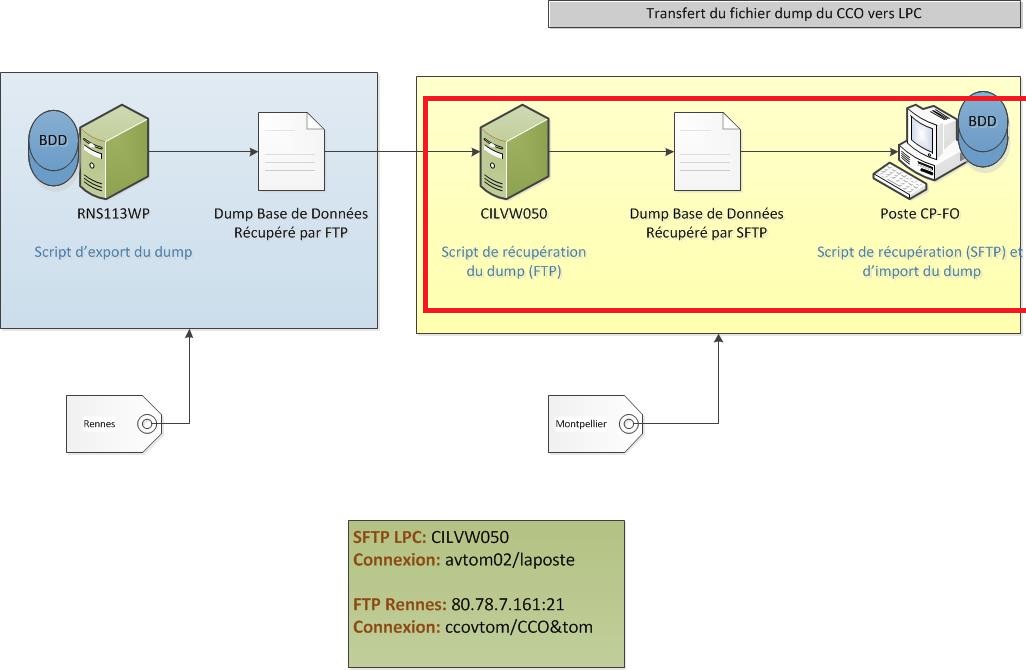 Transfert du fichier dump du CCO vers LPC
BDD
RNS113WP
Script d'export du dump
Dump Base de Données
Récupéré par FTP
CILVW050
Script de récupération
du dump (FTP)
Dump Base de Données
Récupéré par SFTP
BDD
Poste CP-FO
Script de récupération (SFTP) et
d'import du dump
Rennes
Montpellier
SFTP LPC: CILVW050
Connexion: avtom02/laposte
FTP Rennes: 80.78.7.161:21
Connexion: ccovtom/CCO&tom